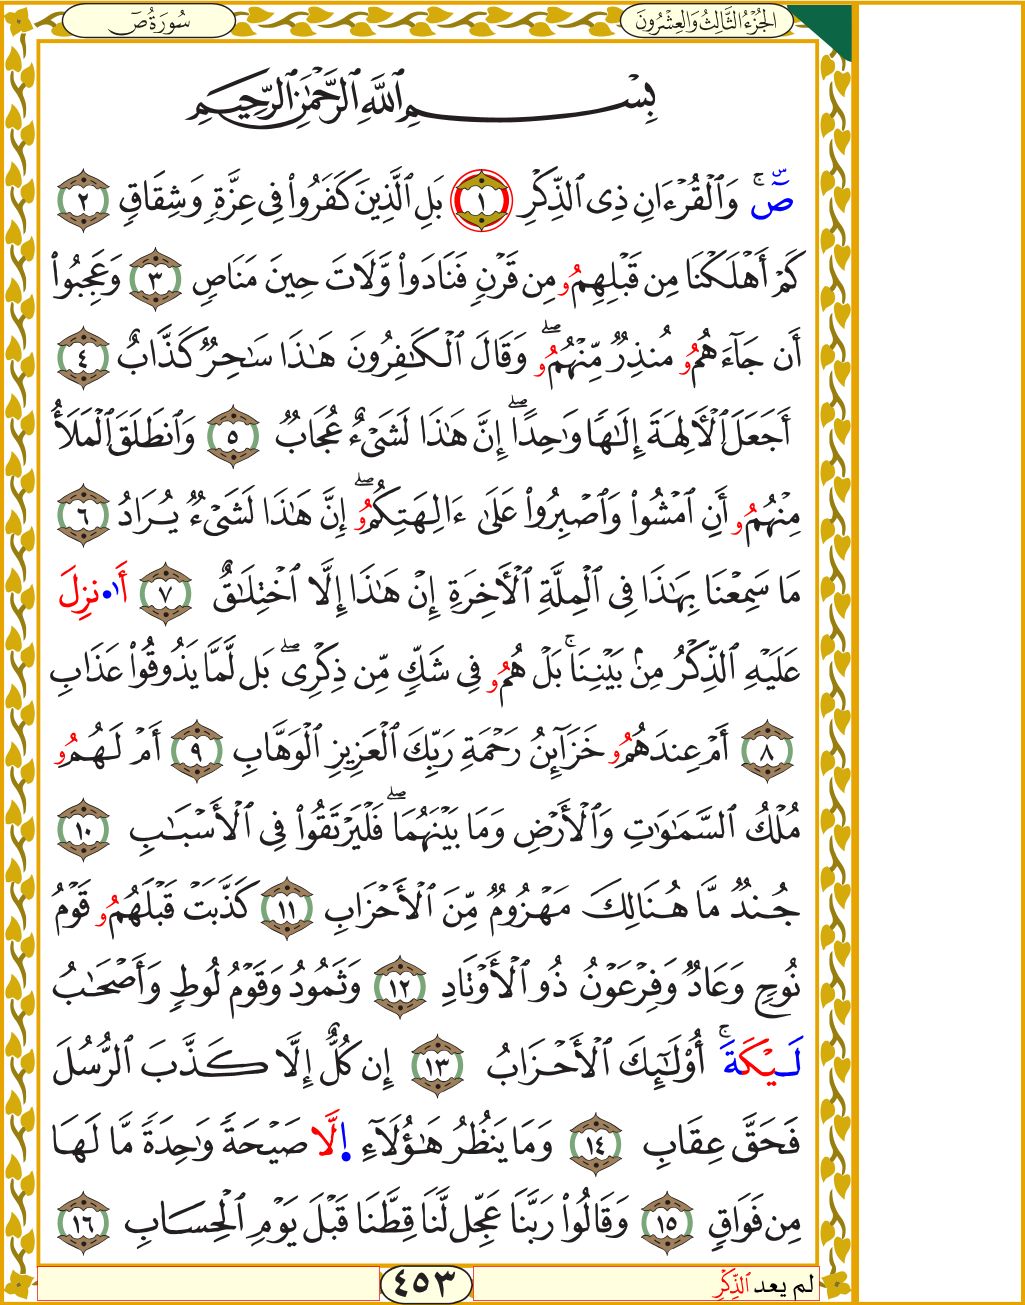 سُورَةُ صٓ
الجُزْءُ الثَّالِثُ وَالعِشْرُونَ
بِسْمِ ٱللَّهِ ٱلرَّحْمَٰنِ ٱلرَّحِيمِ
صٓۚ وَٱلْقُرْءَانِ ذِى ٱلذِّكْرِ ١ بَلِ ٱلَّذِينَ كَفَرُواْ فِى عِزَّةٖ وَشِقَاقٖ ٢
كَمْ أَهْلَكْنَا مِن قَبْلِهِمُو مِن قَرْنٖ فَنَادَواْ وَّلَاتَ حِينَ مَنَاصٖ ٣ وَعَجِبُواْ
أَن جَآءَهُمُو مُنذِرٞ مِّنْهُمُوۖ وَقَالَ ٱلْكَٰفِرُونَ هَٰذَا سَٰحِرٞ كَذَّابٌ ٤
أَجَعَلَ ٱلْأَلِهَةَ إِلَٰهٗا وَٰحِدًاۖ إِنَّ هَٰذَا لَشَىْءٌ عُجَابٞ ٥ وَٱنطَلَقَ ٱلْمَلَأُ
مِنْهُمُو أَنِ ٱمْشُواْ وَٱصْبِرُواْ عَلَىٰ ءَالِهَتِكُمُوۖ إِنَّ هَٰذَا لَشَىْءٞ يُرَادُ ٦
مَا سَمِعْنَا بِهَٰذَا فِى ٱلْمِلَّةِ ٱلْأَخِرَةِ إِنْ هَٰذَا إِلَّا ٱخْتِلَٰقٌ ٧ أَا۟نزِلَ
عَلَيْهِ ٱلذِّكْرُ مِنۢ بَيْنِنَاۚ بَلْ هُمُو فِى شَكّٖ مِّن ذِكْرِىۖ بَل لَّمَّا يَذُوقُواْ عَذَابِ
٨ أَمْ عِندَهُمُو خَزَآئِنُ رَحْمَةِ رَبِّكَ ٱلْعَزِيزِ ٱلْوَهَّابِ ٩ أَمْ لَهُمُو
مُلْكُ ٱلسَّمَٰوَٰتِ وَٱلْأَرْضِ وَمَا بَيْنَهُمَاۖ فَلْيَرْتَقُواْ فِى ٱلْأَسْبَٰبِ ١٠
جُندٞ مَّا هُنَالِكَ مَهْزُومٞ مِّنَ ٱلْأَحْزَابِ ١١ كَذَّبَتْ قَبْلَهُمُو قَوْمُ
نُوحٖ وَعَادٞ وَفِرْعَوْنُ ذُو ٱلْأَوْتَادِ ١٢ وَثَمُودُ وَقَوْمُ لُوطٖ وَأَصْحَٰبُ
لَيْكَةَۚ أُوْلَٰٓئِكَ ٱلْأَحْزَابُ ١٣ إِن كُلٌّ إِلَّا كَذَّبَ ٱلرُّسُلَ
فَحَقَّ عِقَابِ ١٤ وَمَا يَنظُرُ هَٰؤُلَآءِ اِلَّا صَيْحَةٗ وَٰحِدَةٗ مَّا لَهَا
مِن فَوَاقٖ ١٥ وَقَالُواْ رَبَّنَا عَجِّل لَّنَا قِطَّنَا قَبْلَ يَوْمِ ٱلْحِسَابِ ١٦
لم يعد ٱلذِّكْرِ
٤٥٣